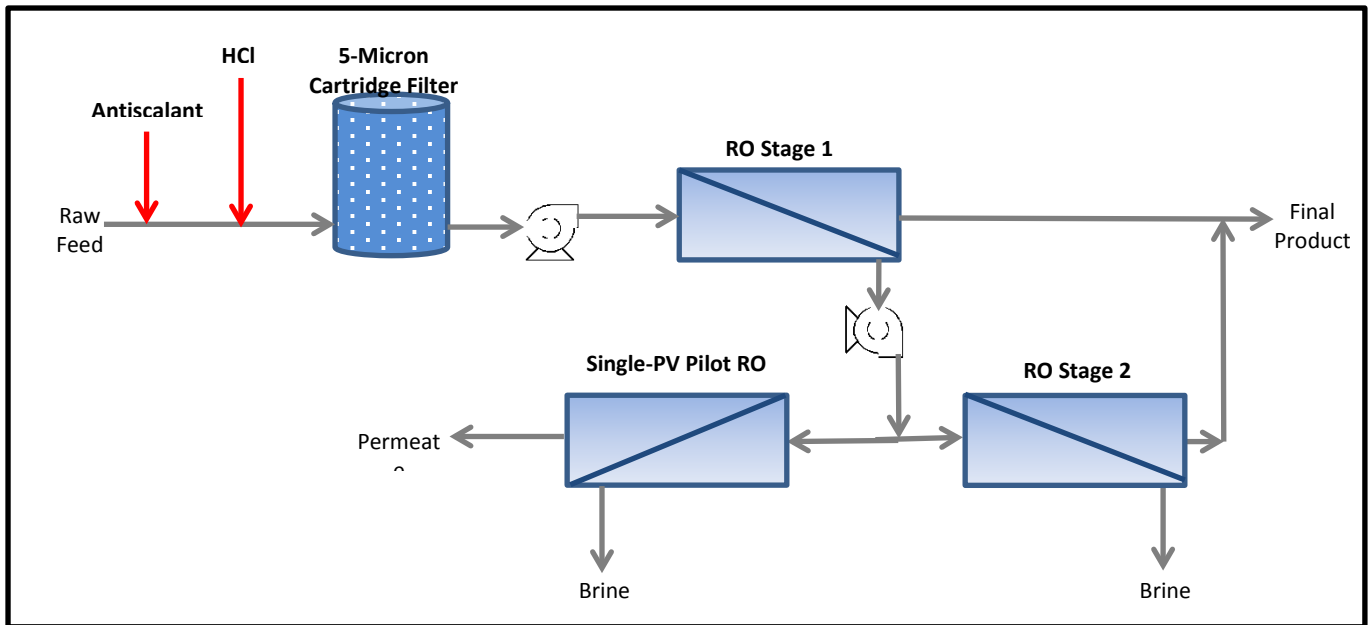 HCl
5-Micron
Cartridge Filter
Antiscalant
RO Stage 1
Raw
Feed
Final
Product
Single-PV Pilot RO
RO Stage 2
Permeat
Brine
Brine